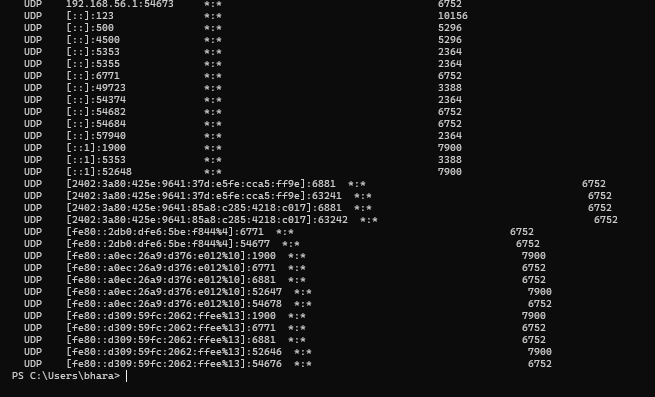 UDP 192.168.56.1:54673 *:* 6752
UDP [::]:123 *:* 10156
UDP [::]:500 *:* 5296
UDP [::]:4500 *:* 5296
UDP [::]:5353 *:* 2364
UDP [::]:5355 *:* 2364
UDP [::]:6771 *:* 6752
UDP [::]:49723 *:* 3388
UDP [::]:54374 *:* 2364
UDP [::]:54682 *:* 6752
UDP [::]:54684 *:* 6752
UDP [::]:57940 *:* 2364
UDP [::1]:1900 *:* 7900
UDP [::1]:5353 *:* 3388
UDP [::1]:52648 *:* 7900
UDP [2402:3a80:425e:9641:37d:e5fe:cca5:ff9e]:6881 *:* 6752
UDP [2402:3a80:425e:9641:37d:e5fe:cca5:ff9e]:63241 *:* 6752
UDP [2402:3a80:425e:9641:85a8:c285:4218:c017]:6881 *:* 6752
UDP [2402:3a80:425e:9641:85a8:c285:4218:c017]:63242 *:* 6752
UDP [fe80::2db0:dfe6:5be:f844%4]:6771 *:* 6752
UDP [fe80::2db0:dfe6:5be:f844%4]:54677 *:* 6752
UDP [fe80::a0ec:26a9:d376:e012%10]:1900 *:* 7900
UDP [fe80::a0ec:26a9:d376:e012%10]:6771 *:* 6752
UDP [fe80::a0ec:26a9:d376:e012%10]:6881 *:* 6752
UDP [fe80::a0ec:26a9:d376:e012%10]:52647 *:* 7900
UDP [fe80::a0ec:26a9:d376:e012%10]:54678 *:* 6752
UDP [fe80::d309:59fc:2062:ffee%13]:1900 *:* 7900
UDP [fe80::d309:59fc:2062:ffee%13]:6771 *:* 6752
UDP [fe80::d309:59fc:2062:ffee%13]:6881 *:* 6752
UDP [fe80::d309:59fc:2062:ffee%13]:52646 *:* 7900
UDP [fe80::d309:59fc:2062:ffee%13]:54676 *:* 6752
PS C:\Users\bhara>